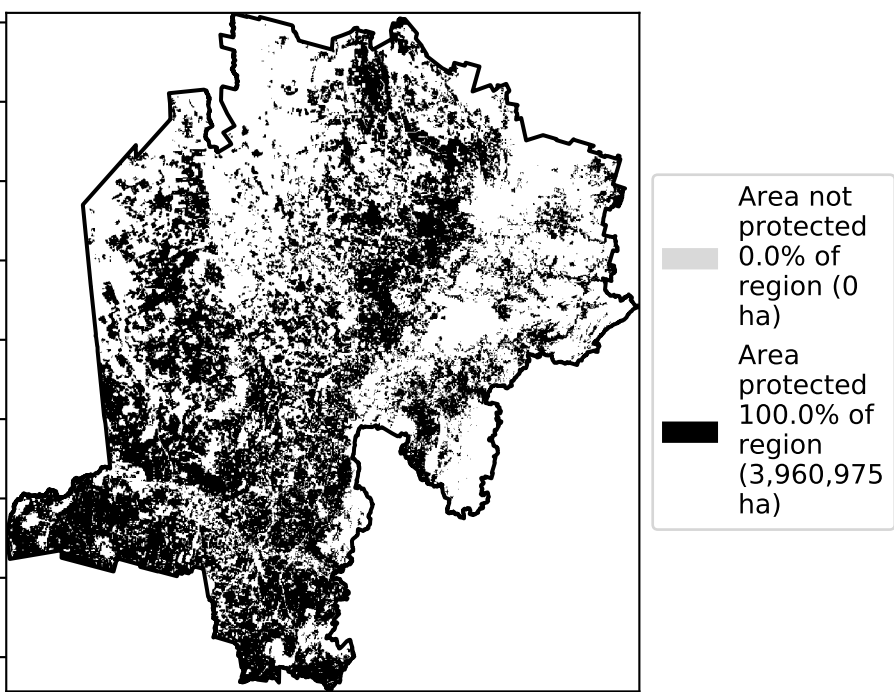 Area not
protected
0.0% of
region (0
ha)
Area
protected
100.0% of
region
(3,960,975
ha)